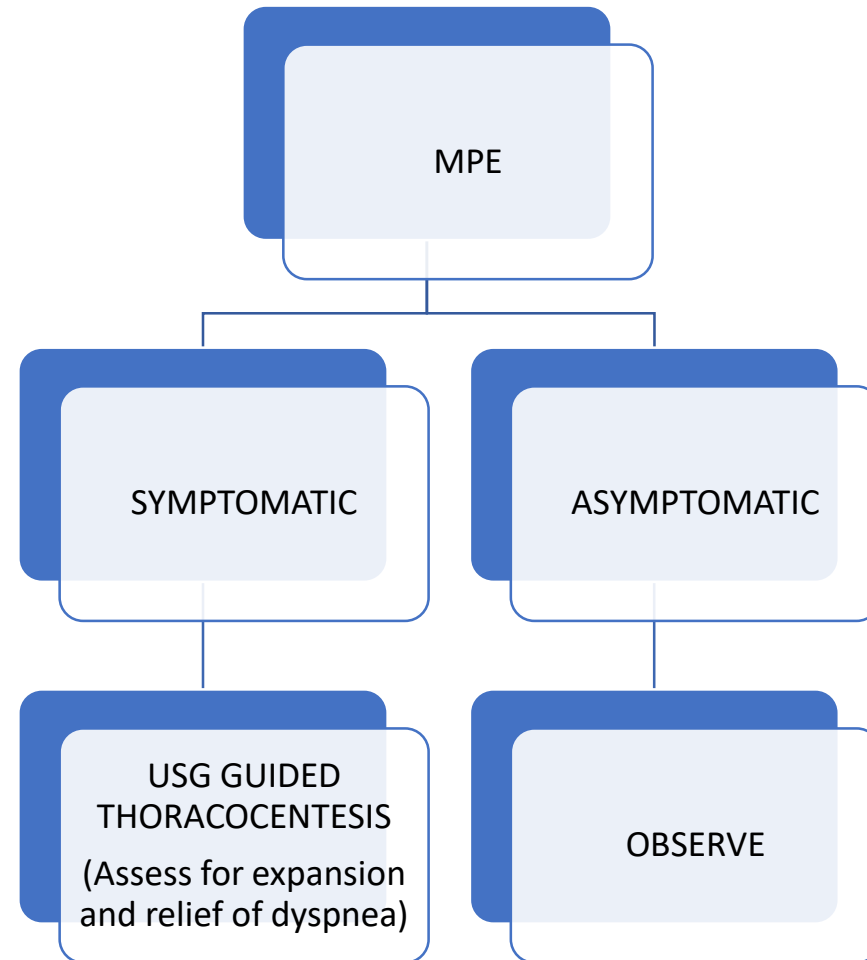 MPE
SYMPTOMATIC
ASYMPTOMATIC
USG GUIDED
THORACOCENTESIS
(Assess for expansion
and relief of dyspnea)
OBSERVE